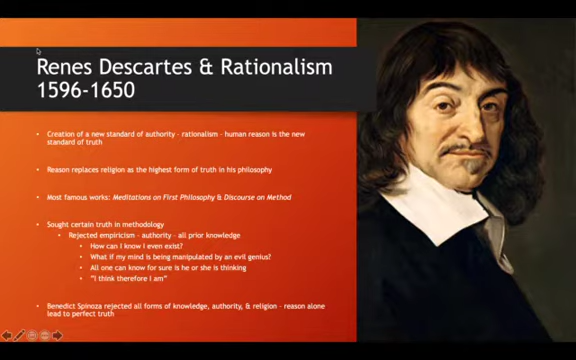 Renes Descartes & Rationalism
1596-1650
Creation of a new standard of authority – rationalism – human reason is the new
standard of truth
Reason replaces religion as the highest form of truth in his philosophy
Most famous works: Meditations on First Philosophy & Discourse on Method
Sought certain truth in methodology
Rejected empiricism – authority – all prior knowledge
How can I know I even exist?
What if my mind is being manipulated by an evil genius?
All one can know for sure is he or she is thinking
"I think therefore I am"
Benedict Spinoza rejected all forms of knowledge, authority, & religion – reason alone
lead to perfect truth